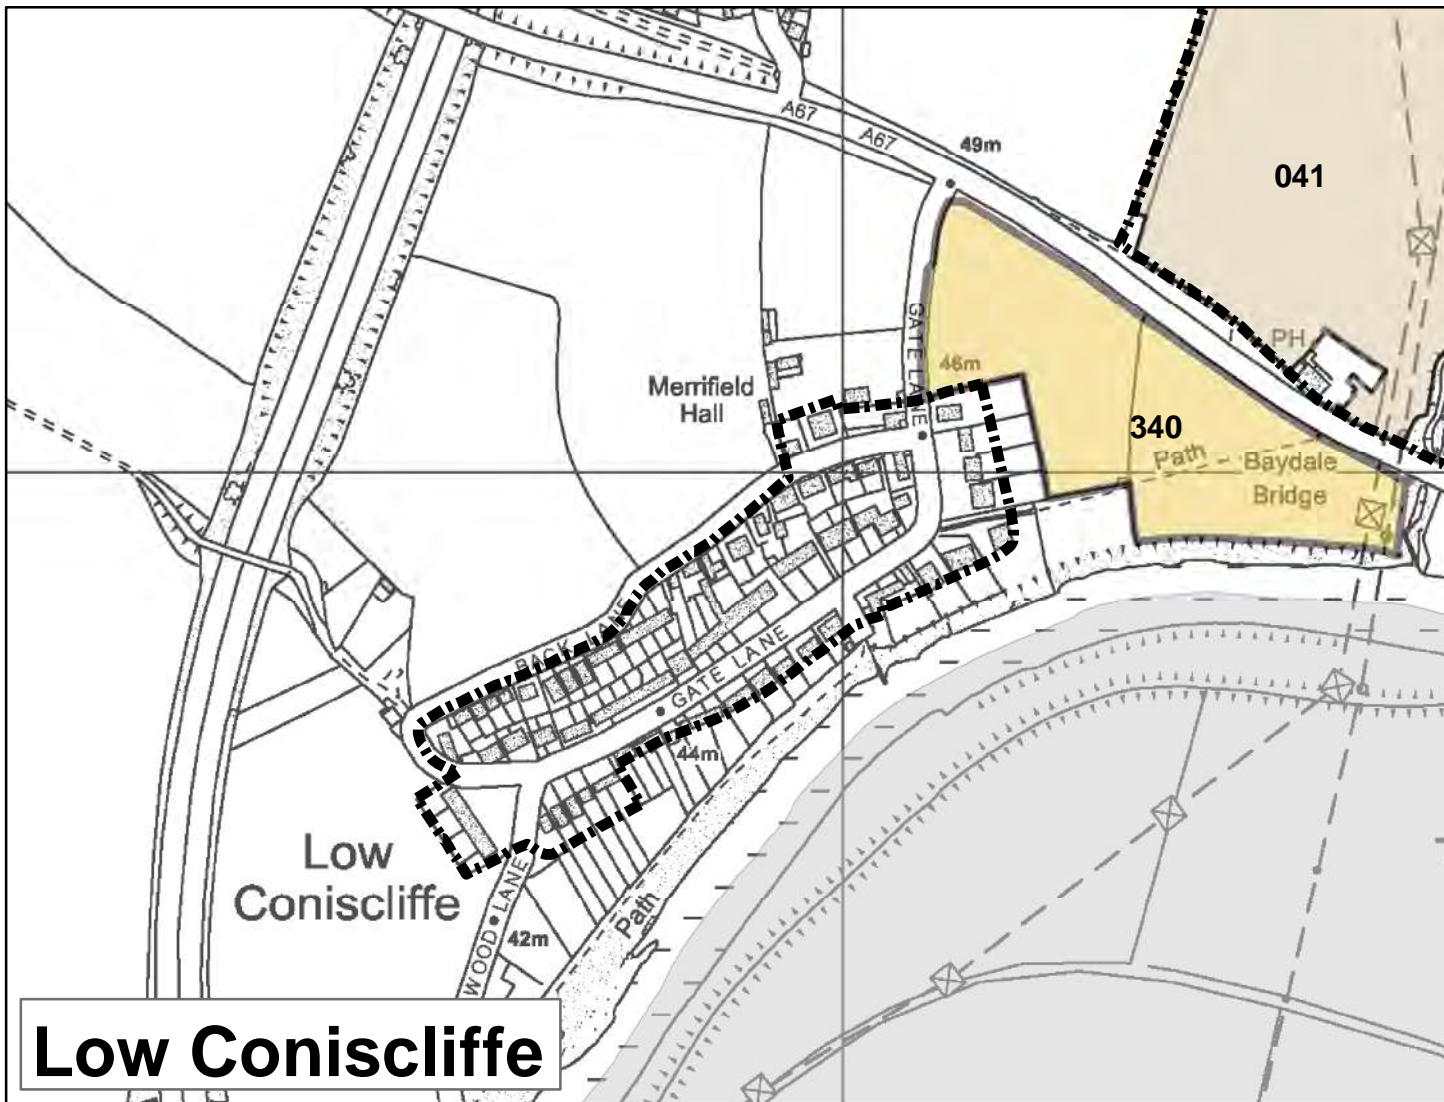 A67
A67
49m
041
GATE LANE
PH
46m
Merrifield
Hall
340
Path
Baydale
Bridge
BACK LANE
GATE LANE
44m
Low
Coniscliffe
Path
WOOD LANE
42m
Low Coniscliffe